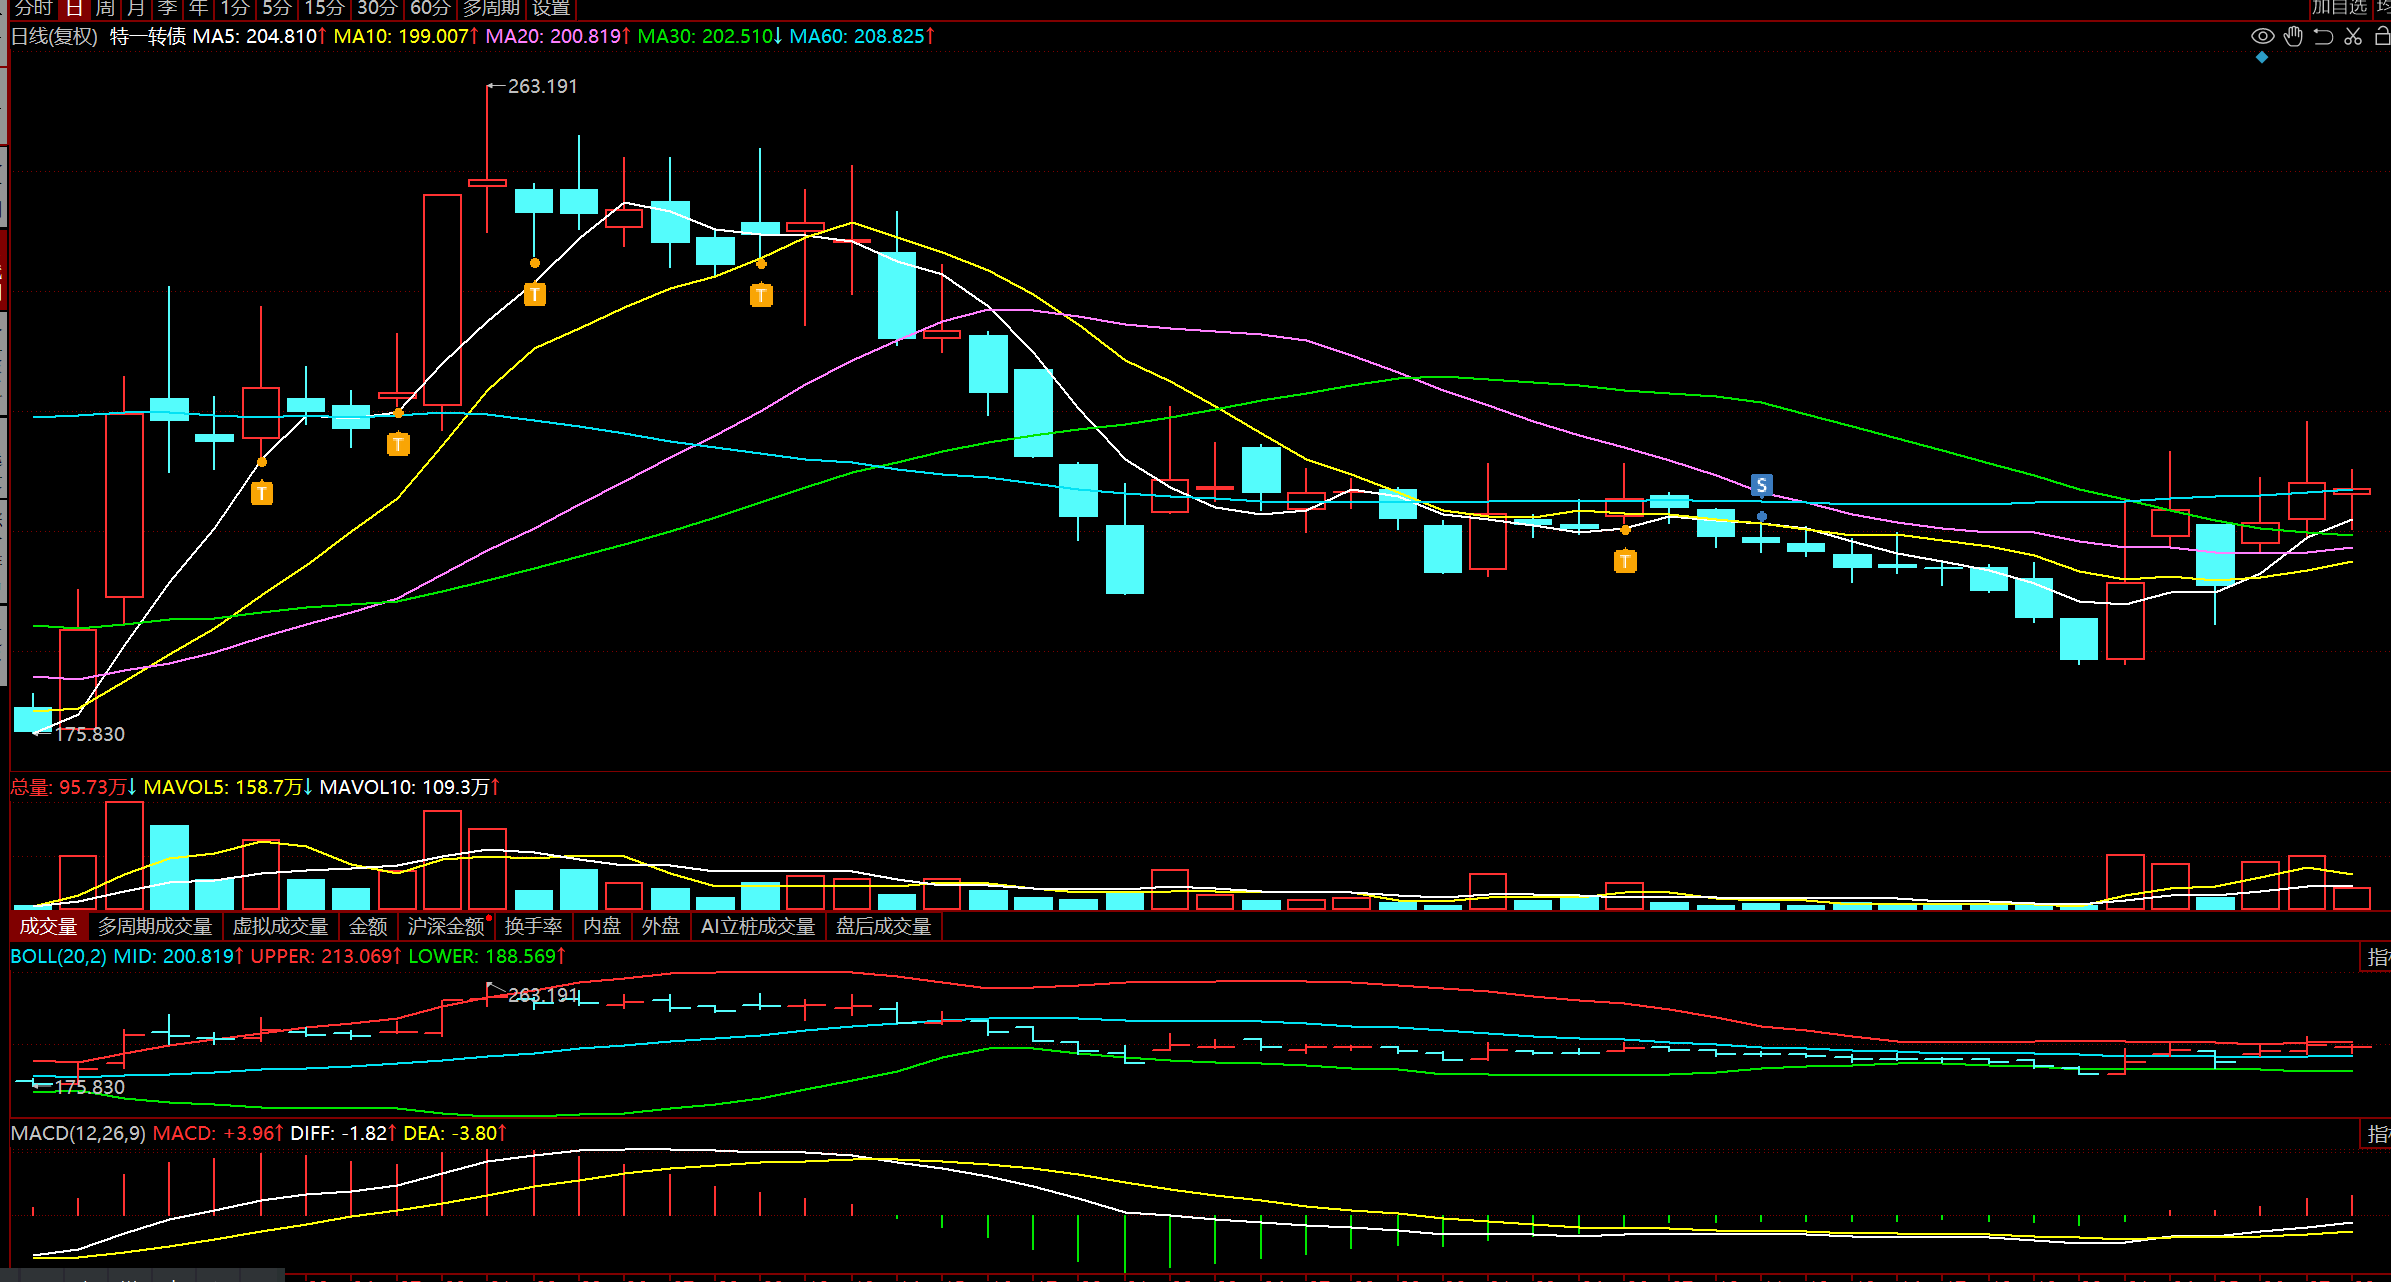 分时 日 周 月 季 年 1分 5分 15分 30分 60分 多周期 设置 加自选
日线(复权) 特一转债 MA5: 204.810↑ MA10: 199.007↑ MA20: 200.819↑ MA30: 202.510↓ MA60: 208.825↑
263.191
T
T
T
T
S
T
175.830
总量: 95.73万↓ MAVOL5: 158.7万↓ MAVOL10: 109.3万↑
成交量 多周期成交量 虚拟成交量 金额 沪深金额 换手率 内盘 外盘 AI立桩成交量 盘后成交量
BOLL(20,2) MID: 200.819↑ UPPER: 213.069↑ LOWER: 188.569↑
263.191
175.830
MACD(12,26,9) MACD: +3.96↑ DIFF: -1.82↑ DEA: -3.80↑